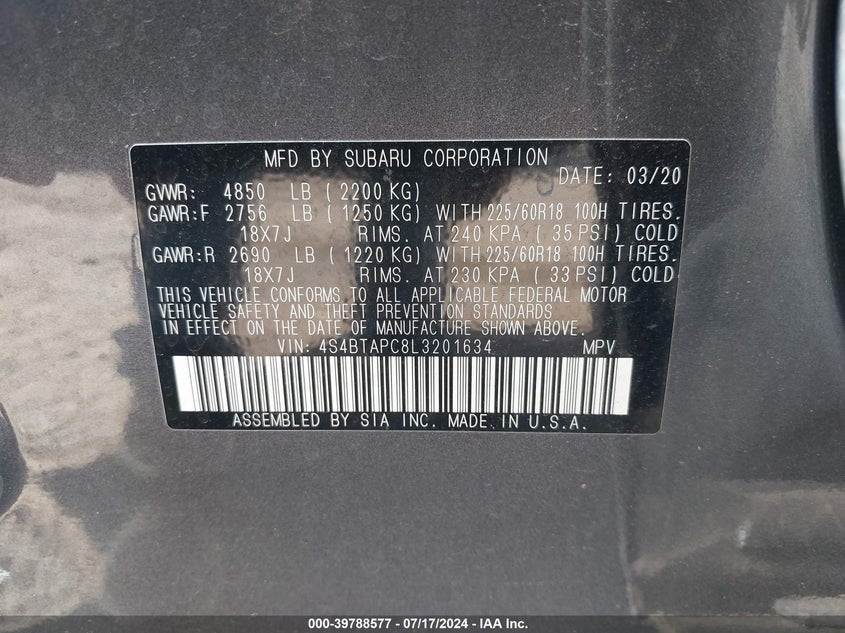 MFD BY SUBARU CORPORATION
DATE: 03/20
GVWR: 4850 LB (2200 KG)
GAWR:F 2756 LB (1250 KG) WITH 225/60R18 100H TIRES.
18X7J RIMS. AT 240 KPA (35 PSI) COLD
GAWR:R 2690 LB (1220 KG) WITH 225/60R18 100H TIRES.
18X7J RIMS. AT 230 KPA (33 PSI) COLD
THIS VEHICLE CONFORMS TO ALL APPLICABLE FEDERAL MOTOR
VEHICLE SAFETY AND THEFT PREVENTION STANDARDS
IN EFFECT ON THE DATE OF MANUFACTURE SHOWN ABOVE.
VIN: 4S4BTAPC8L3201634 MPV
ASSEMBLED BY SIA INC. MADE IN U.S.A.
000-39788577 - 07/17/2024 - IAA Inc.